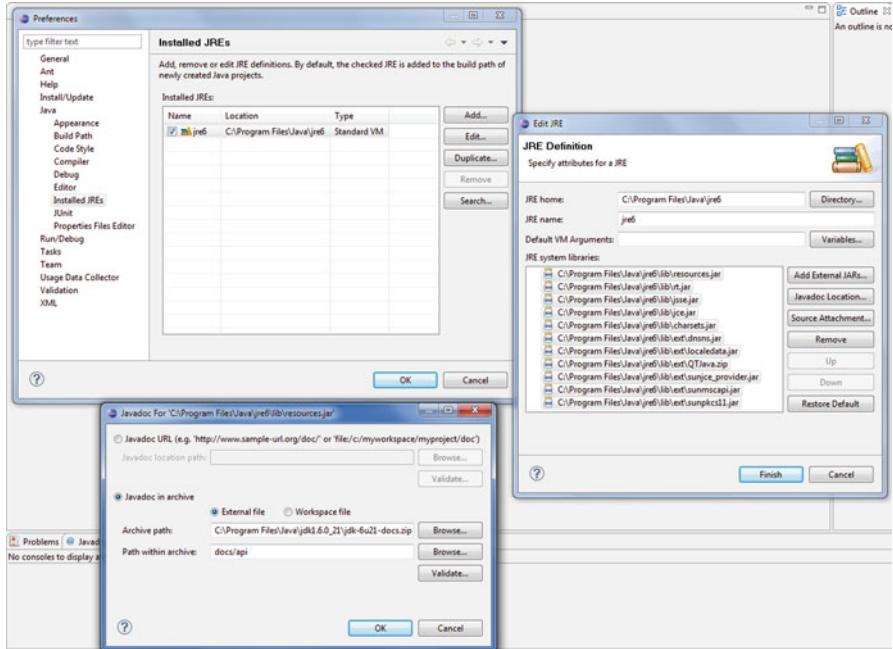 Preferences
type filter text
General
Ant
Help
Install/Update
Java
Appearance
Build Path
Code Style
Compiler
Debug
Editor
Installed JREs
JUnit
Properties Files Editor
Run/Debug
Tasks
Team
Usage Data Collector
Validation
XML
Installed JREs
Add, remove or edit JRE definitions. By default, the checked JRE is added to the build path of
newly created Java projects.
Installed JREs:
Name Location Type
jre6 C:\Program Files\Java\jre6 Standard VM
Add...
Edit...
Duplicate...
Remove
Search...
OK Cancel
Outline
An outline is no
Edit JRE
JRE Definition
Specify attributes for a JRE
JRE home: C:\Program Files\Java\jre6 Directory...
JRE name: jre6
Default VM Arguments: Variables...
JRE system libraries:
C:\Program Files\Java\jre6\lib\resources.jar
C:\Program Files\Java\jre6\lib\rt.jar
C:\Program Files\Java\jre6\lib\jsse.jar
C:\Program Files\Java\jre6\lib\jce.jar
C:\Program Files\Java\jre6\lib\charsets.jar
C:\Program Files\Java\jre6\lib\ext\dnsns.jar
C:\Program Files\Java\jre6\lib\ext\localedata.jar
C:\Program Files\Java\jre6\lib\ext\QTJava.zip
C:\Program Files\Java\jre6\lib\ext\sunjce_provider.jar
C:\Program Files\Java\jre6\lib\ext\sunmscapi.jar
C:\Program Files\Java\jre6\lib\ext\sunpkcs11.jar
Add External JARs...
Javadoc Location...
Source Attachment...
Remove
Up
Down
Restore Default
Finish Cancel
Javadoc For 'C:\Program Files\Java\jre6\lib\resources.jar'
Javadoc URL (e.g. 'http://www.sample-url.org/doc/' or 'file:/c:/myworkspace/myproject/doc')
Javadoc location path: Browse...
Validate...
Javadoc in archive
External file Workspace file
Archive path: C:\Program Files\Java\jdk1.6.0_21\jdk-6u21-docs.zip Browse...
Path within archive: docs/api Browse...
Validate...
OK Cancel
Problems Javad
No consoles to display a